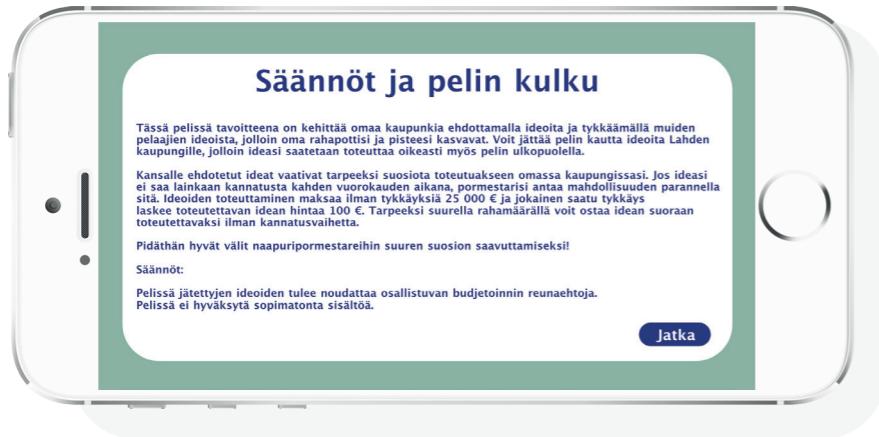 Säännöt ja pelin kulku
Tässä pelissä tavoitteena on kehittää omaa kaupunkia ehdottamalla ideoita ja tykkäämällä muiden
pelaajien ideoista, jolloin oma rahapottisi ja pisteesi kasvavat. Voit jättää pelin kautta ideoita Lahden
kaupungille, jolloin ideasi saatetaan toteuttaa oikeasti myös pelin ulkopuolella.
Kansalle ehdotetut ideat vaativat tarpeeksi suosiota toteutuakseen omassa kaupungissasi. Jos ideasi
ei saa lainkaan kannatusta kahden vuorokauden aikana, pormestarisi antaa mahdollisuuden parannella
sitä. Ideoiden toteuttaminen maksaa ilman tykkäyksiä 25 000 € ja jokainen saatu tykkäys
laskee toteutettavan idean hintaa 100 €. Tarpeeksi suurella rahamäärällä voit ostaa idean suoraan
toteutettavaksi ilman kannatusvaihetta.
Pidäthän hyvät välit naapuripormestareihin suuren suosion saavuttamiseksi!
Säännöt:
Pelissä jätettyjen ideoiden tulee noudattaa osallistuvan budjetoinnin reunaehtoja.
Pelissä ei hyväksytä sopimatonta sisältöä.
Jatka